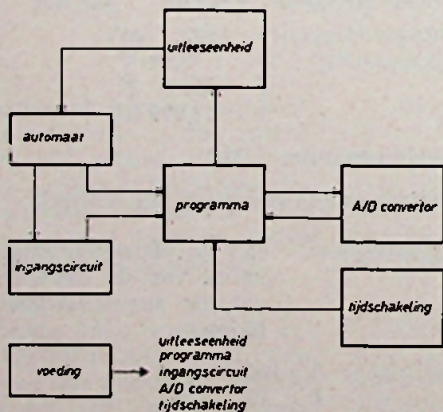 uitleeseenheid
automaat
programma
A/D convertor
ingangscircuit
tijdschakeling
voeding
uitleeseenheid
programma
ingangscircuit
A/D convertor
tijdschakeling